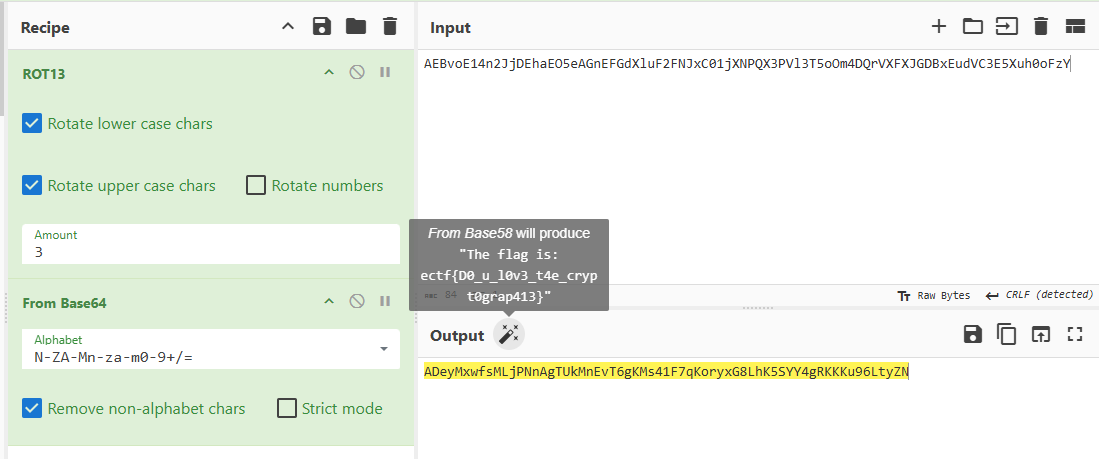 Recipe
Input
AEBvoE14n2JjDEhaEO5eAGnEFGdXluF2FNJxC01jXNPQX3PVl3T5oOm4DQrVXFXJGDBxEudVC3E5Xuh0oFzY
ROT13
Rotate lower case chars
Rotate upper case chars
Rotate numbers
Amount
3
From Base58 will produce
"The flag is:
ectf{D0_u_l0v3_t4e_cryp
t0grap413}"
From Base64
Alphabet
N-ZA-Mn-za-m0-9+/=
Remove non-alphabet chars
Strict mode
84
Raw Bytes
CRLF (detected)
Output
ADeyMxwfsMLjPNnAgTUkMnEvT6gKMs41F7qKoryxG8LhK5SYY4gRKKKu96LtyZN